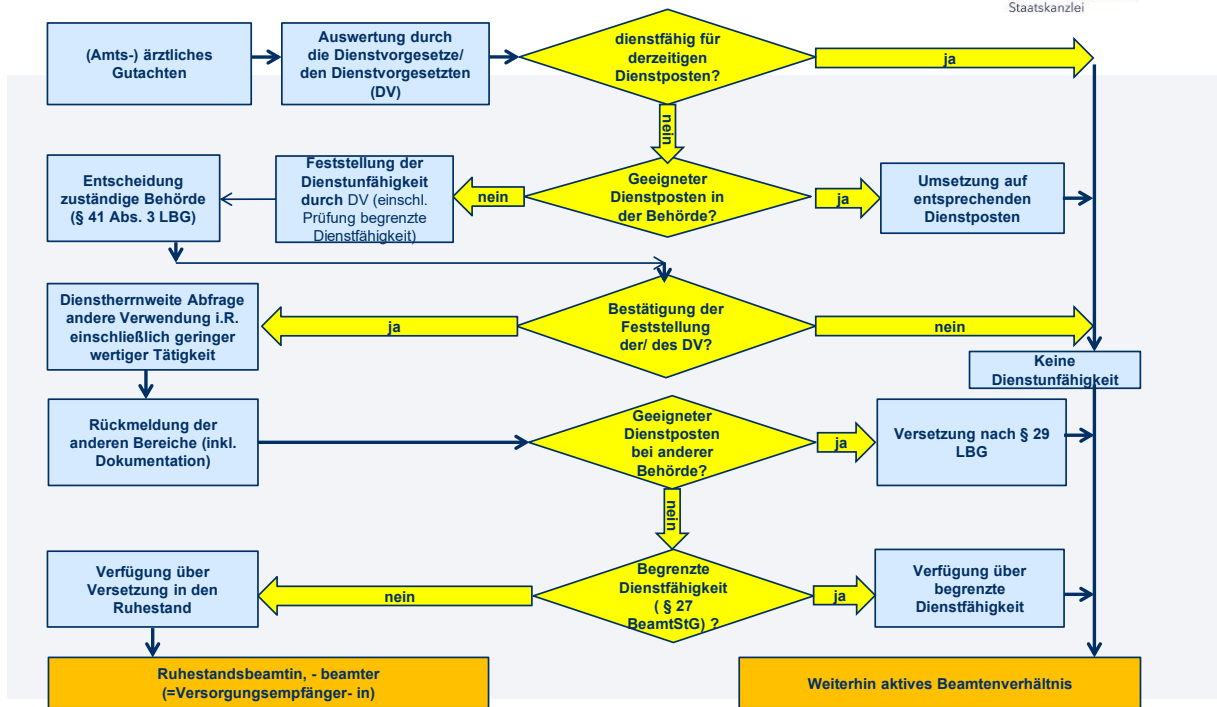 Staatskanzlei
(Amts-) ärztliches
Gutachten
Auswertung durch
die Dienstvorgesetze/
den Dienstvorgesetzten
(DV)
dienstfähig für
derzeitigen
Dienstposten?
ja
nein
Entscheidung
zuständige Behörde
(§ 41 Abs. 3 LBG)
Feststellung der
Dienstunfähigkeit
durch DV (einschl.
Prüfung begrenzte
Dienstfähigkeit)
nein
Geeigneter
Dienstposten in
der Behörde?
ja
Umsetzung auf
entsprechenden
Dienstposten
Dienstherrnweite Abfrage
andere Verwendung i.R.
einschließlich geringer
wertiger Tätigkeit
ja
Bestätigung der
Feststellung
der/ des DV?
nein
Keine
Dienstunfähigkeit
Rückmeldung der
anderen Bereiche (inkl.
Dokumentation)
Geeigneter
Dienstposten
bei anderer
Behörde?
ja
Versetzung nach § 29
LBG
nein
Verfügung über
Versetzung in den
Ruhestand
nein
Begrenzte
Dienstfähigkeit
( § 27
BeamtStG) ?
ja
Verfügung über
begrenzte
Dienstfähigkeit
Ruhestandsbeamtin, - beamter
(=Versorgungsempfänger- in)
Weiterhin aktives Beamtenverhältnis